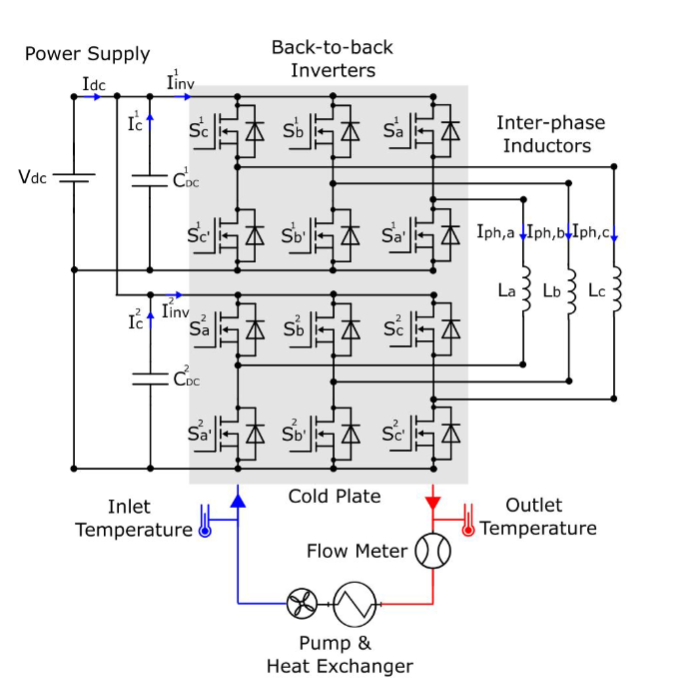 Power Supply
Back-to-back
Inverters
Idc
I¹inv
I¹c
S¹c
S¹b
S¹a
Inter-phase
Inductors
Vdc
C¹DC
S¹c'
S¹b'
S¹a'
Iph,a
Iph,b
Iph,c
La
Lb
Lc
I²c
I²inv
S²a
S²b
S²c
C²DC
S²a'
S²b'
S²c'
Cold Plate
Inlet
Temperature
Outlet
Temperature
Flow Meter
Pump &
Heat Exchanger